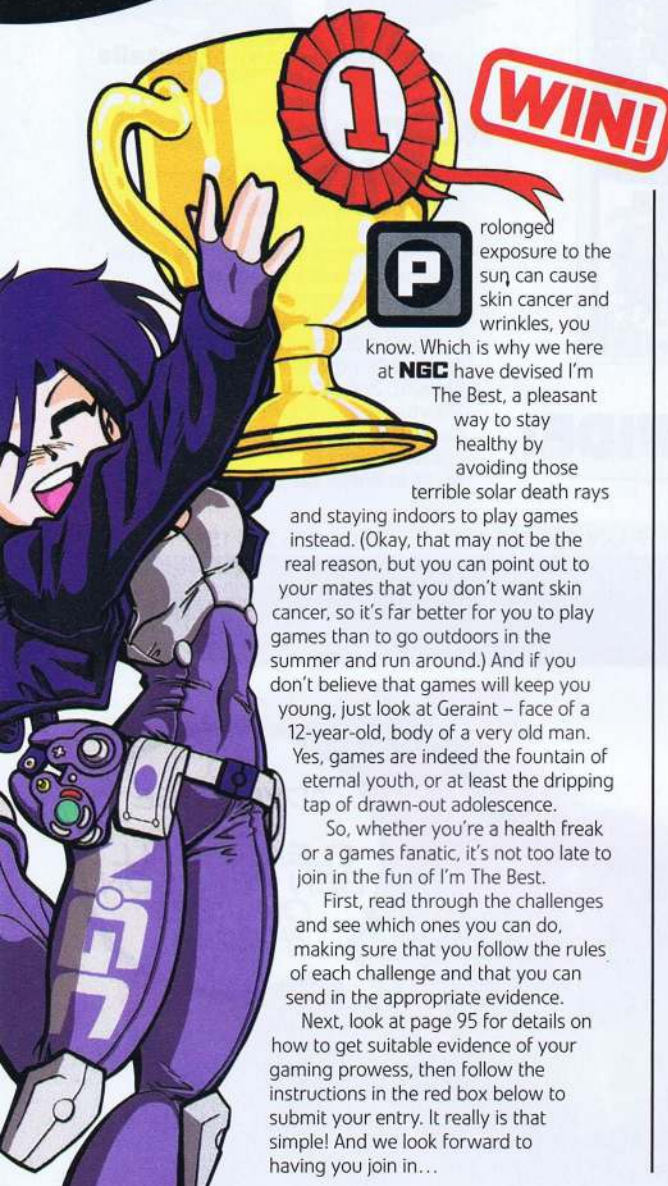 1
WIN!
Prolonged
exposure to the
sun can cause
skin cancer and
wrinkles, you
know. Which is why we here
at NGC have devised I'm
The Best, a pleasant
way to stay
healthy by
avoiding those
terrible solar death rays
and staying indoors to play games
instead. (Okay, that may not be the
real reason, but you can point out to
your mates that you don't want skin
cancer, so it's far better for you to play
games than to go outdoors in the
summer and run around.) And if you
don't believe that games will keep you
young, just look at Geraint – face of a
12-year-old, body of a very old man.
Yes, games are indeed the fountain of
eternal youth, or at least the dripping
tap of drawn-out adolescence.
So, whether you're a health freak
or a games fanatic, it's not too late to
join in the fun of I'm The Best.
First, read through the challenges
and see which ones you can do,
making sure that you follow the rules
of each challenge and that you can
send in the appropriate evidence.
Next, look at page 95 for details on
how to get suitable evidence of your
gaming prowess, then follow the
instructions in the red box below to
submit your entry. It really is that
simple! And we look forward to
having you join in...
NGC